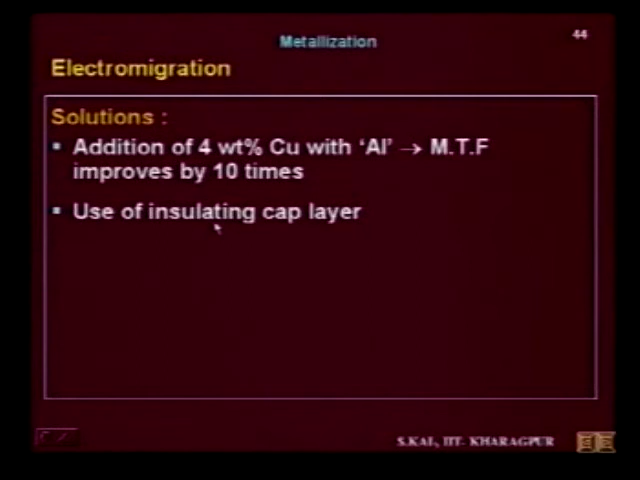 Metallization
44
Electromigration
Solutions :
▪ Addition of 4 wt% Cu with ‘Al’ → M.T.F
improves by 10 times
▪ Use of insulating cap layer
S.KAL, IIT- KHARAGPUR